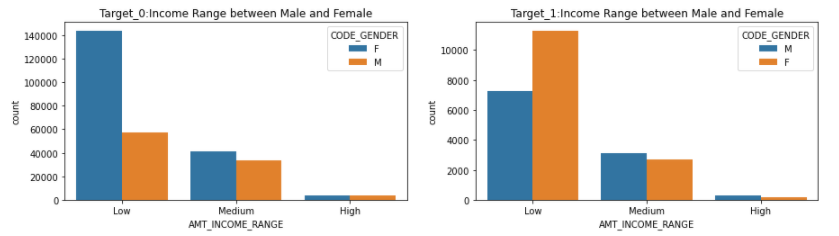 Target_0:Income Range between Male and Female
CODE_GENDER
F
M
count
140000
120000
100000
80000
60000
40000
20000
0
Low Medium High
AMT_INCOME_RANGE
Target_1:Income Range between Male and Female
CODE_GENDER
M
F
count
10000
8000
6000
4000
2000
0
Low Medium High
AMT_INCOME_RANGE